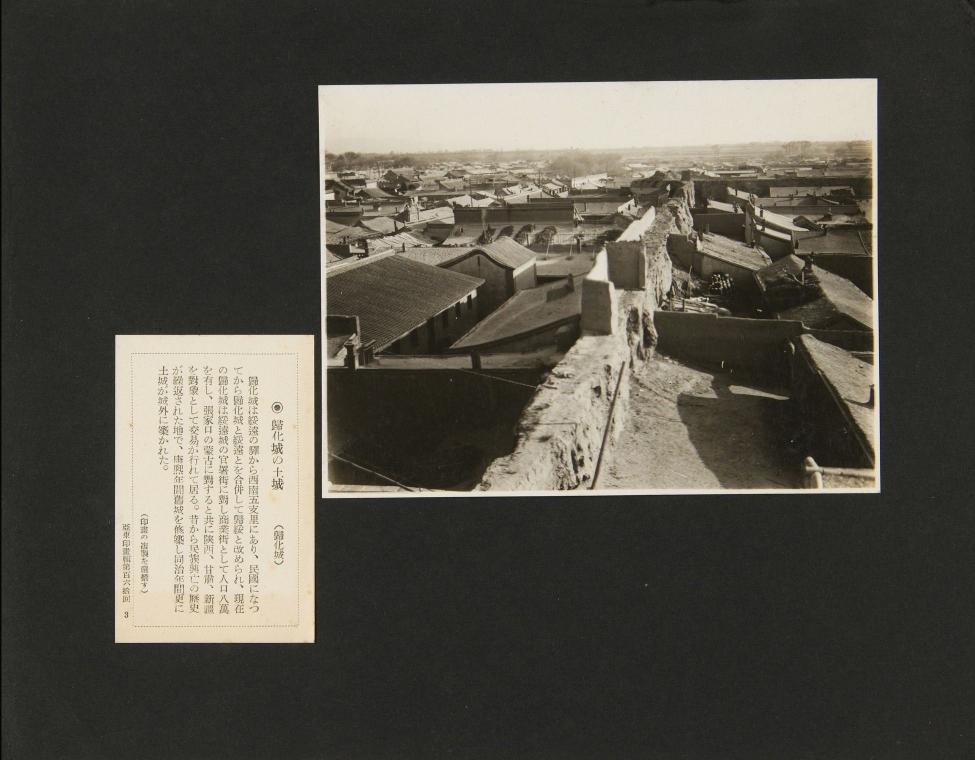 ◉歸化城の土城　（歸化城）
歸化城は綏遠の驛から西南五支里にあり、民國になつ
てから歸化城と綏遠とを合併して歸綏と改められ、現在
の歸化城は綏遠城の官署街に對し商業街として人口八萬
を有し、張家口の蒙古に對すると共に陝西、甘肅、新疆
を對象として交易が行れて居る。昔から民族興亡の歷史
が繰返された地で、康熙年間舊城を修築し同治年間更に
土城が城外に築かれた。
（印畫の複製を嚴禁す）
亞東印畫輯第百六拾回　3